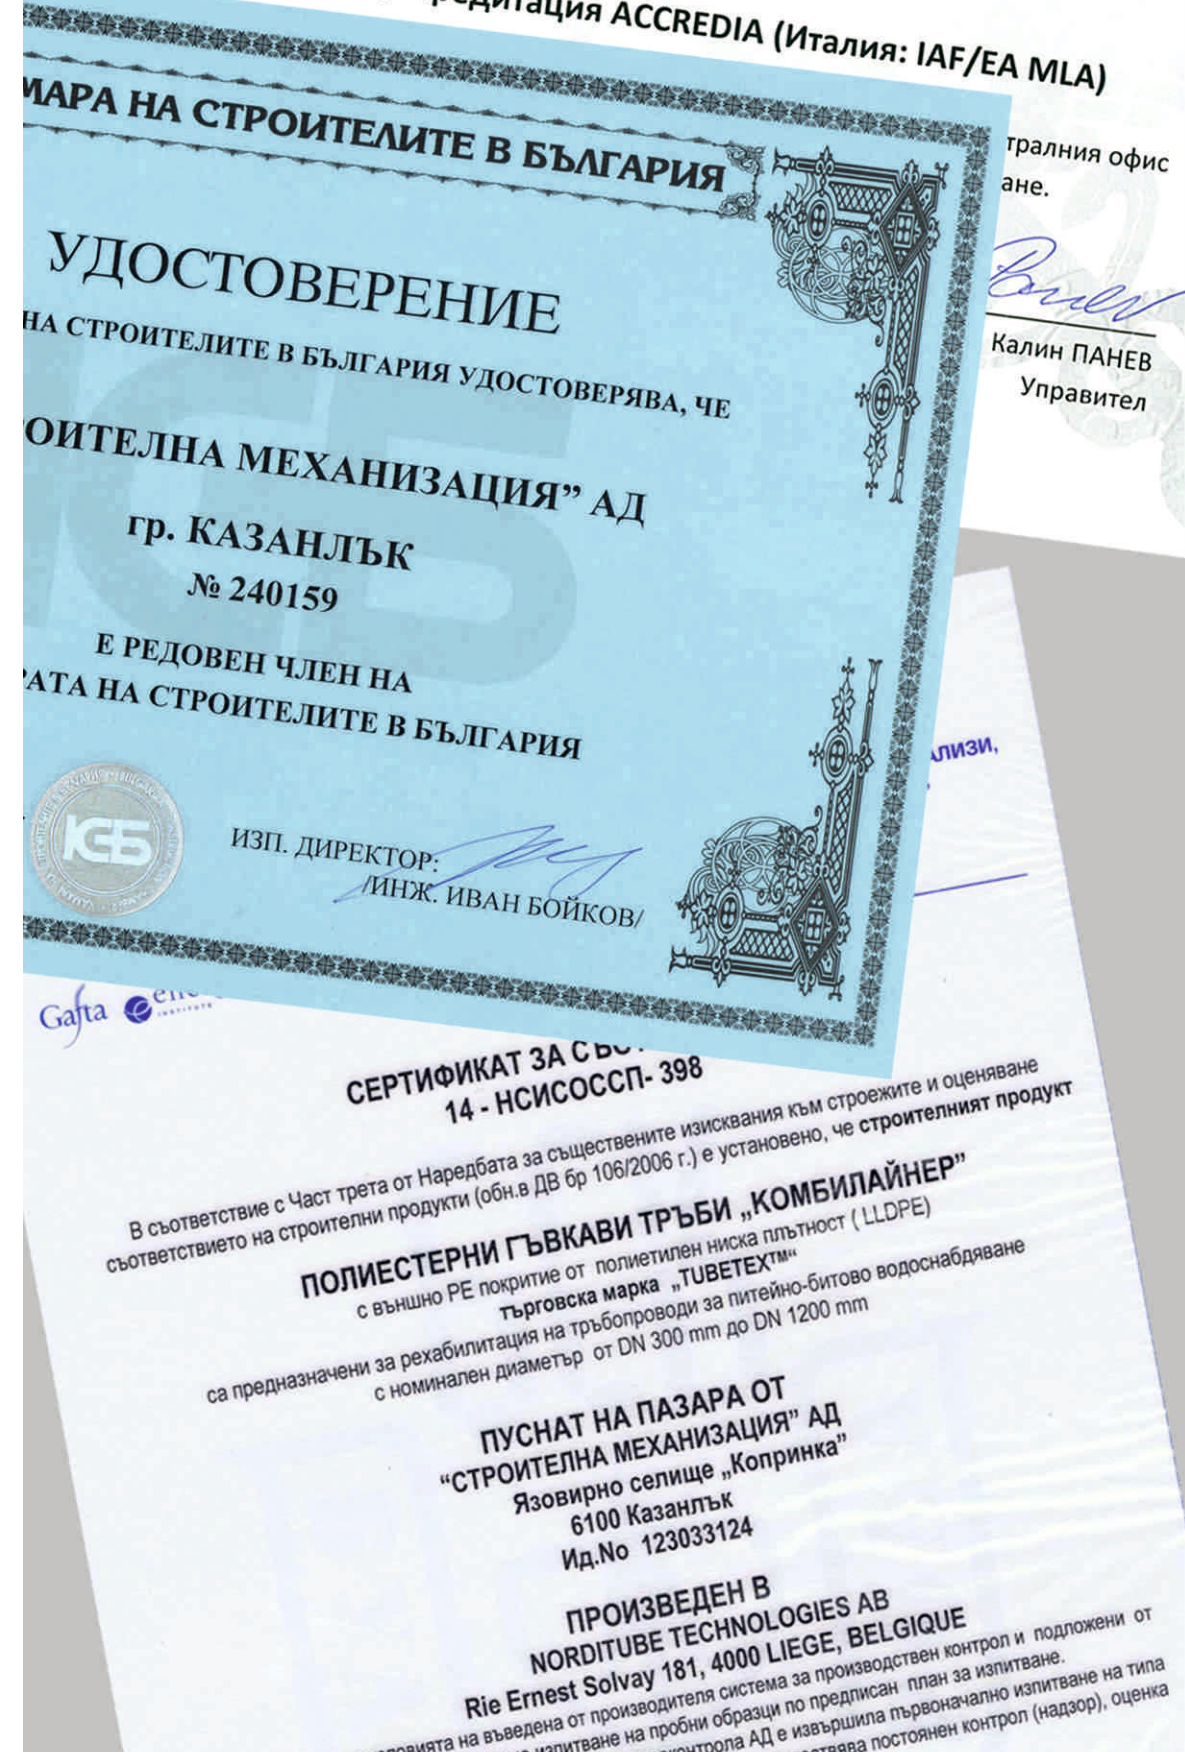 ACCREDIA (Италия: IAF/EA MLA)
офис
Калин ПАНЕВ
Управител
НА СТРОИТЕЛИТЕ В БЪЛГАРИЯ
УДОСТОВЕРЕНИЕ
НА СТРОИТЕЛИТЕ В БЪЛГАРИЯ УДОСТОВЕРЯВА, ЧЕ
МЕХАНИЗАЦИЯ” АД
гр. КАЗАНЛЪК
№ 240159
Е РЕДОВЕН ЧЛЕН НА
НА СТРОИТЕЛИТЕ В БЪЛГАРИЯ
КСБ
ИЗП. ДИРЕКТОР:
/ИНЖ. ИВАН БОЙКОВ/
Gafta
СЕРТИФИКАТ ЗА
14 - НСИСОССП- 398
В съответствие с Част трета от Наредбата за съществените изисквания към строежите и оценяване
съответствието на строителни продукти (обн.в ДВ бр 106/2006 г.) е установено, че строителният продукт
ПОЛИЕСТЕРНИ ГЪВКАВИ ТРЪБИ „КОМБИЛАЙНЕР”
с външно PE покритие от полиетилен ниска плътност ( LLDPE)
търговска марка „TUBETEX™“
са предназначени за рехабилитация на тръбопроводи за питейно-битово водоснабдяване
с номинален диаметър от DN 300 mm до DN 1200 mm
ПУСНАТ НА ПАЗАРА ОТ
“СТРОИТЕЛНА МЕХАНИЗАЦИЯ” АД
Язовирно селище „Копринка”
6100 Казанлък
Ид.No 123033124
ПРОИЗВЕДЕН В
NORDITUBE TECHNOLOGIES AB
Rie Ernest Solvay 181, 4000 LIEGE, BELGIQUE
на въведена от производителя система за производствен контрол и подложени от
изпитване на пробни образци по предписан план за изпитване.
АД е извършила първоначално изпитване на типа
постоянен контрол (надзор), оценка